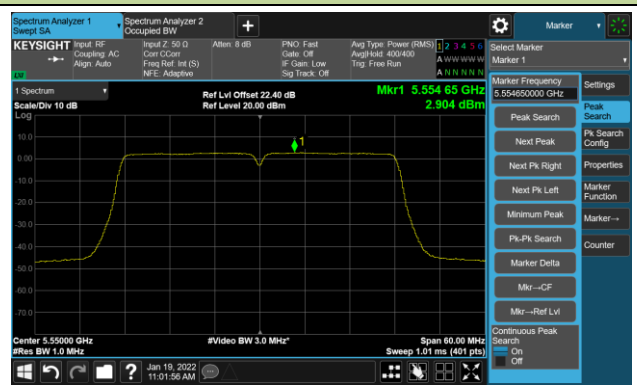 Spectrum Analyzer 1
Swept SA
Spectrum Analyzer 2
Occupied BW
Marker
KEYSIGHT
Input: RF
Coupling: AC
Align: Auto
Input Z: 50 Ω
Corr CCorr
Freq Ref: Int (S)
NFE: Adaptive
Atten: 8 dB
PNO: Fast
Gate: Off
IF Gain: Low
Sig Track: Off
Avg Type: Power (RMS)
Avg|Hold: 400/400
Trig: Free Run
1 2 3 4 5 6
A W W W W W
A N N N N N
Select Marker
Marker 1
1 Spectrum
Scale/Div 10 dB
Log
Ref Lvl Offset 22.40 dB
Ref Level 20.00 dBm
Mkr1 5.554 65 GHz
2.904 dBm
10.0
0.00
-10.0
-20.0
-30.0
-40.0
-50.0
-60.0
-70.0
1
Center 5.55000 GHz
#Res BW 1.0 MHz
#Video BW 3.0 MHz*
Span 60.00 MHz
Sweep 1.01 ms (401 pts)
Marker Frequency
5.554650000 GHz
Peak Search
Next Peak
Next Pk Right
Next Pk Left
Minimum Peak
Pk-Pk Search
Marker Delta
Mkr→CF
Mkr→Ref Lvl
Continuous Peak
Search
On
Off
Settings
Peak
Search
Pk Search
Config
Properties
Marker
Function
Marker→
Counter
?
Jan 19, 2022
11:01:56 AM